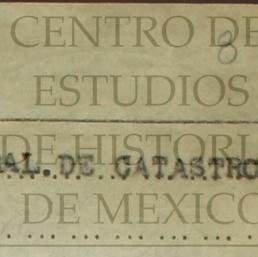 CENTRO DE
8
ESTUDIOS
DE HISTORI
AL. DE CATASTRO
DE MEXICO